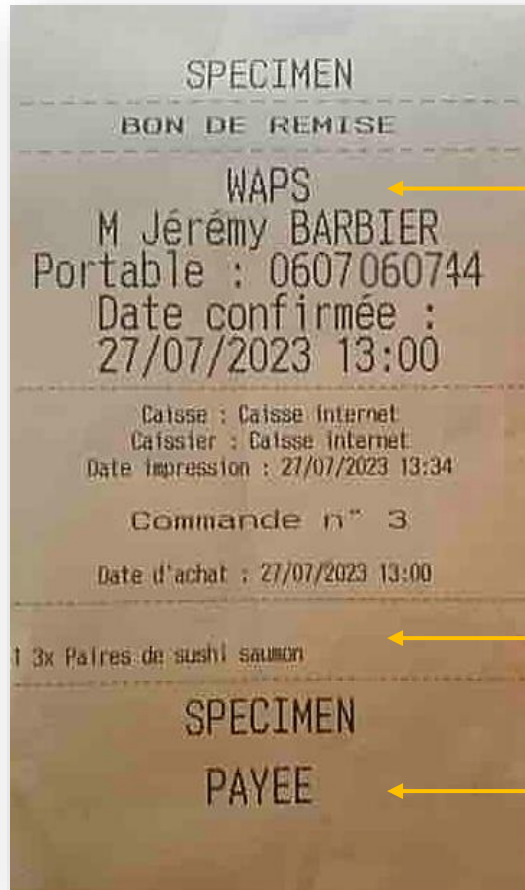 SPECIMEN
BON DE REMISE
WAPS
M Jérémy BARBIER
Portable : 0607060744
Date confirmée :
27/07/2023 13:00
Caisse : Caisse internet
Caissier : Caisse internet
Date impression : 27/07/2023 13:34
Commande n° 3
Date d'achat : 27/07/2023 13:00
1 3x Paires de sushi saumon
SPECIMEN
PAYEE